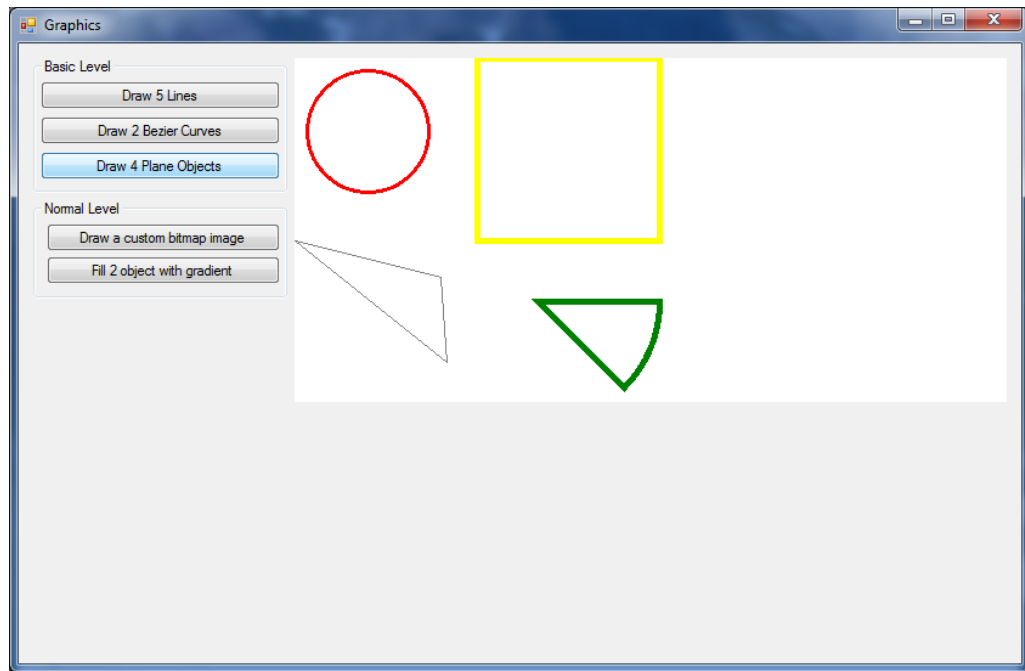 Graphics
Basic Level
Draw 5 Lines
Draw 2 Bezier Curves
Draw 4 Plane Objects
Normal Level
Draw a custom bitmap image
Fill 2 object with gradient